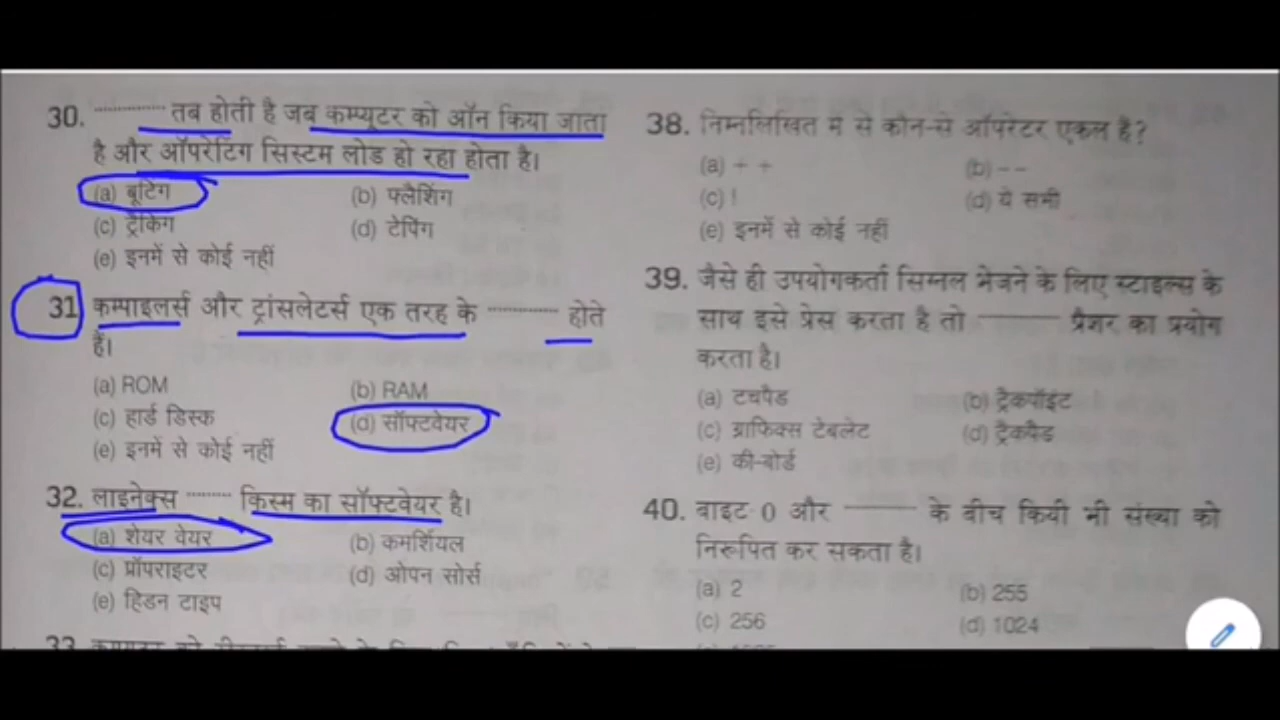 30. ............... तब होती है जब कम्प्यूटर को ऑन किया जाता
है और ऑपरेटिंग सिस्टम लोड हो रहा होता है।
(a) बूटिंग (b) फ्लैशिंग
(c) ट्रैकिंग (d) टेपिंग
(e) इनमें से कोई नहीं
31 कम्पाइलर्स और ट्रांसलेटर्स एक तरह के ............... होते
हैं।
(a) ROM (b) RAM
(c) हार्ड डिस्क (d) सॉफ्टवेयर
(e) इनमें से कोई नहीं
32. लाइनेक्स ......... किस्म का सॉफ्टवेयर है।
(a) शेयर वेयर (b) कमर्शियल
(c) प्रॉपराइटर (d) ओपन सोर्स
(e) हिडन टाइप
38. निम्नलिखित में से कौन-से ऑपरेटर एकल है?
(a) + + (b) - -
(c) ! (d) ये सभी
(e) इनमें से कोई नहीं
39. जैसे ही उपयोगकर्ता सिग्नल भेजने के लिए स्टाइल्स के
साथ इसे प्रेस करता है तो ———— प्रैशर का प्रयोग
करता है।
(a) टचपैड (b) ट्रैकपॉइंट
(c) ग्राफिक्स टेबलेट (d) ट्रैकपैड
(e) की-बोर्ड
40. बाइट 0 और ———— के बीच कियी भी संख्या को
निरूपित कर सकता है।
(a) 2 (b) 255
(c) 256 (d) 1024